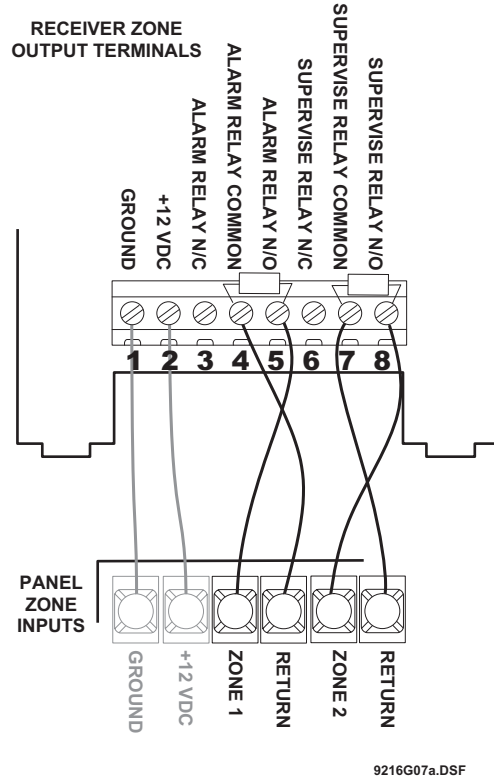 RECEIVER ZONE
OUTPUT TERMINALS
GROUND
+12 VDC
ALARM RELAY N/C
ALARM RELAY COMMON
ALARM RELAY N/O
SUPERVISE RELAY N/C
SUPERVISE RELAY COMMON
SUPERVISE RELAY N/O
1 2 3 4 5 6 7 8
PANEL
ZONE
INPUTS
GROUND
+12 VDC
ZONE 1
RETURN
ZONE 2
RETURN
9216G07a.DSF